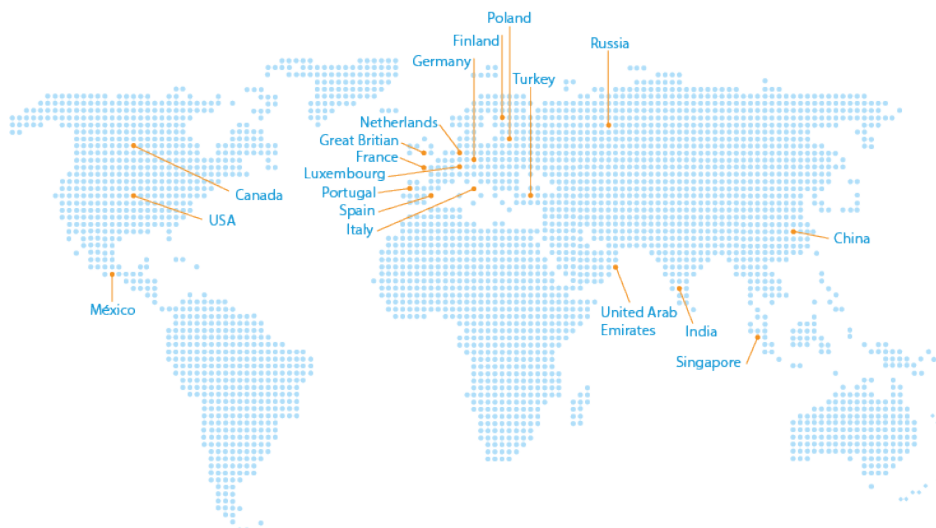 Poland
Finland
Russia
Germany
Turkey
Netherlands
Great Britian
France
Luxembourg
Portugal
Canada
Spain
USA
Italy
China
México
United Arab
Emirates
India
Singapore